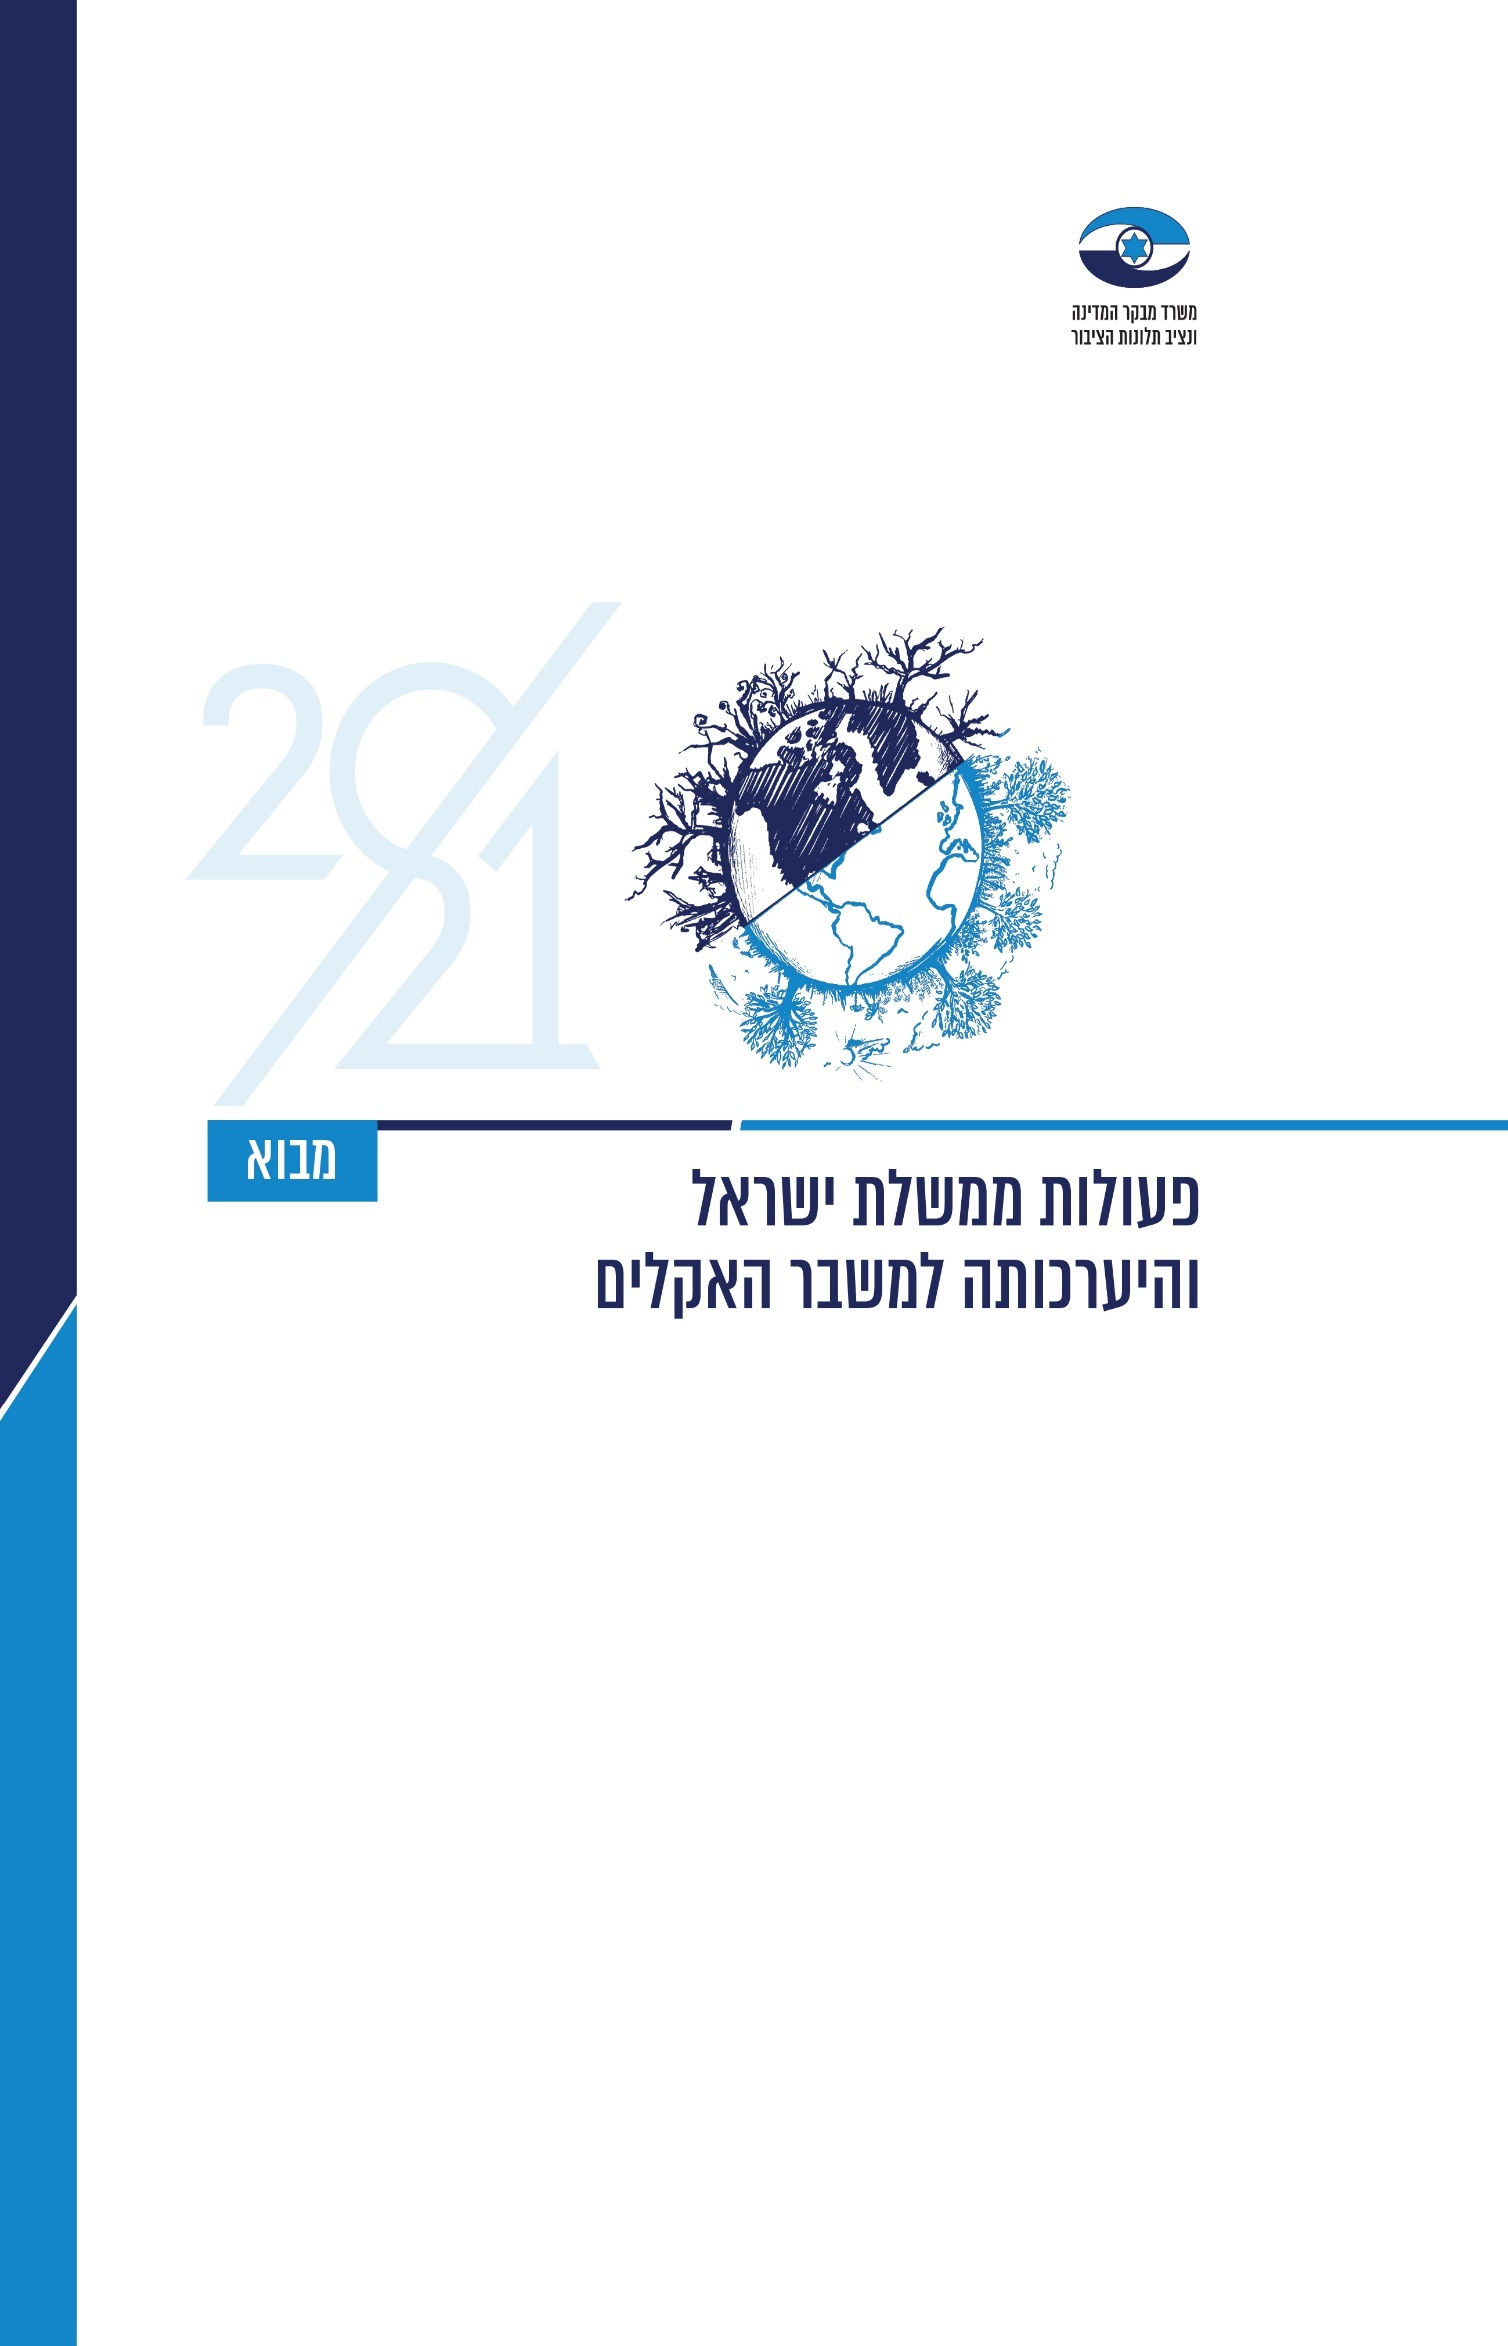 משרד מבקר המדינה
ונציב תלונות הציבור
2021
מבוא
פעולות ממשלת ישראל
והיערכותה למשבר האקלים